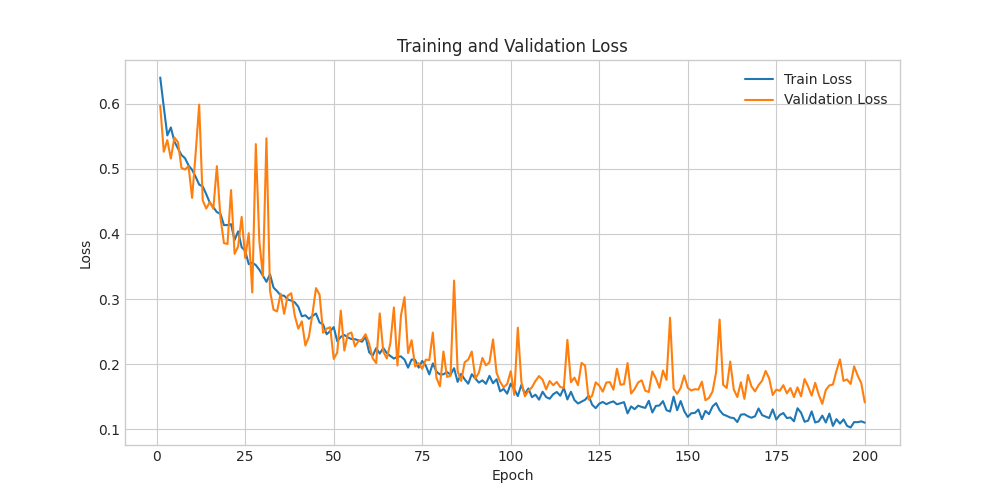 Training and Validation Loss
Train Loss
Validation Loss
Loss
0.6
0.5
0.4
0.3
0.2
0.1
0 25 50 75 100 125 150 175 200
Epoch